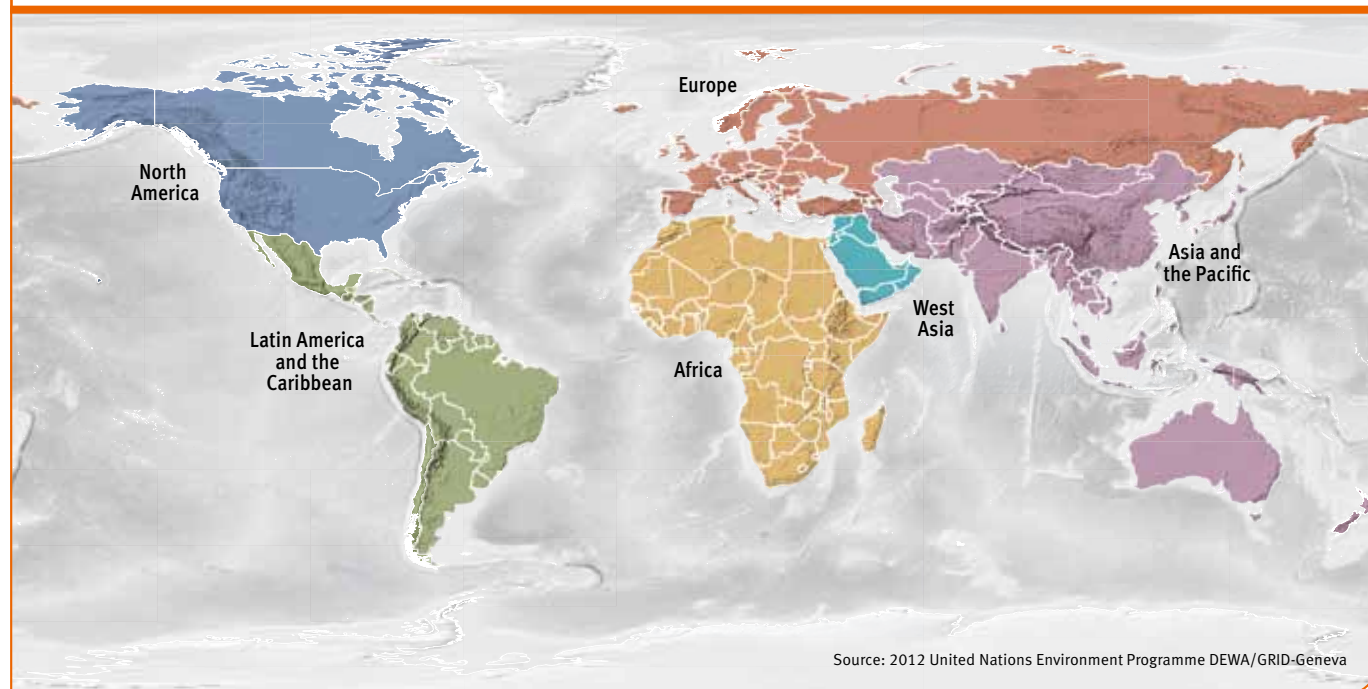 Europe
North
America
Asia and
the Pacific
West
Asia
Latin America
and the
Caribbean
Africa
Source: 2012 United Nations Environment Programme DEWA/GRID-Geneva